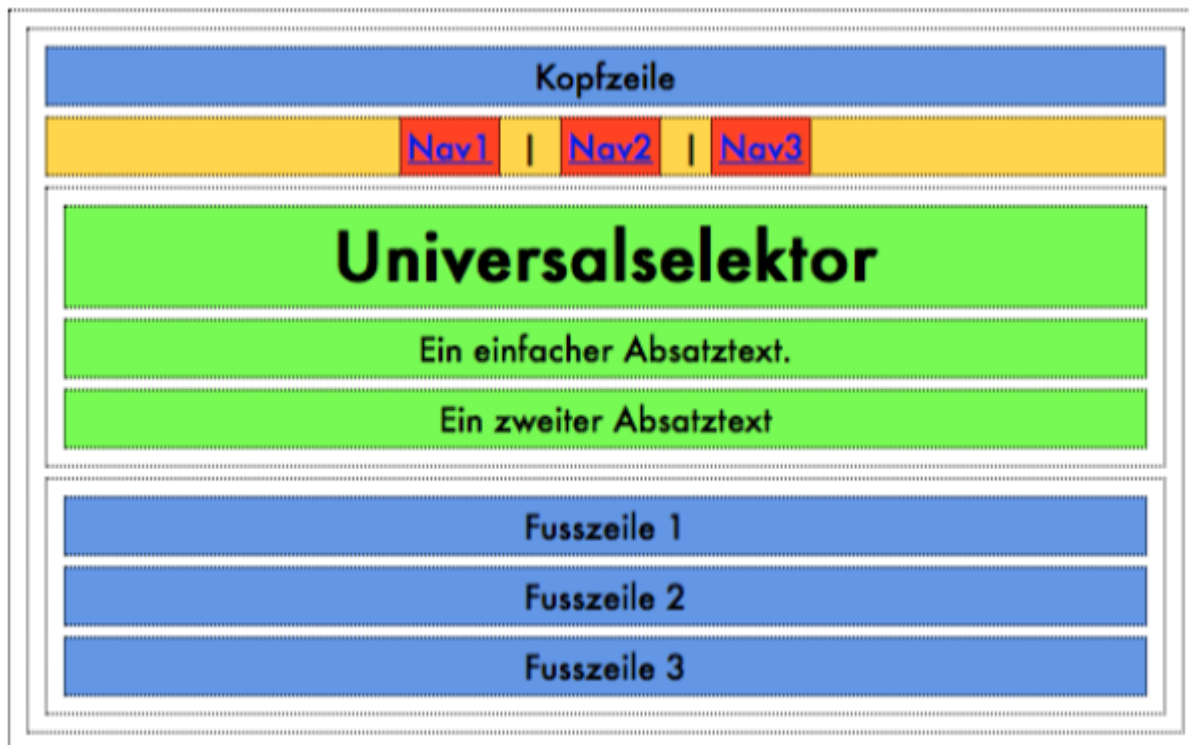 Kopfzeile
Nav1 | Nav2 | Nav3
Universalselektor
Ein einfacher Absatztext.
Ein zweiter Absatztext
Fusszeile 1
Fusszeile 2
Fusszeile 3